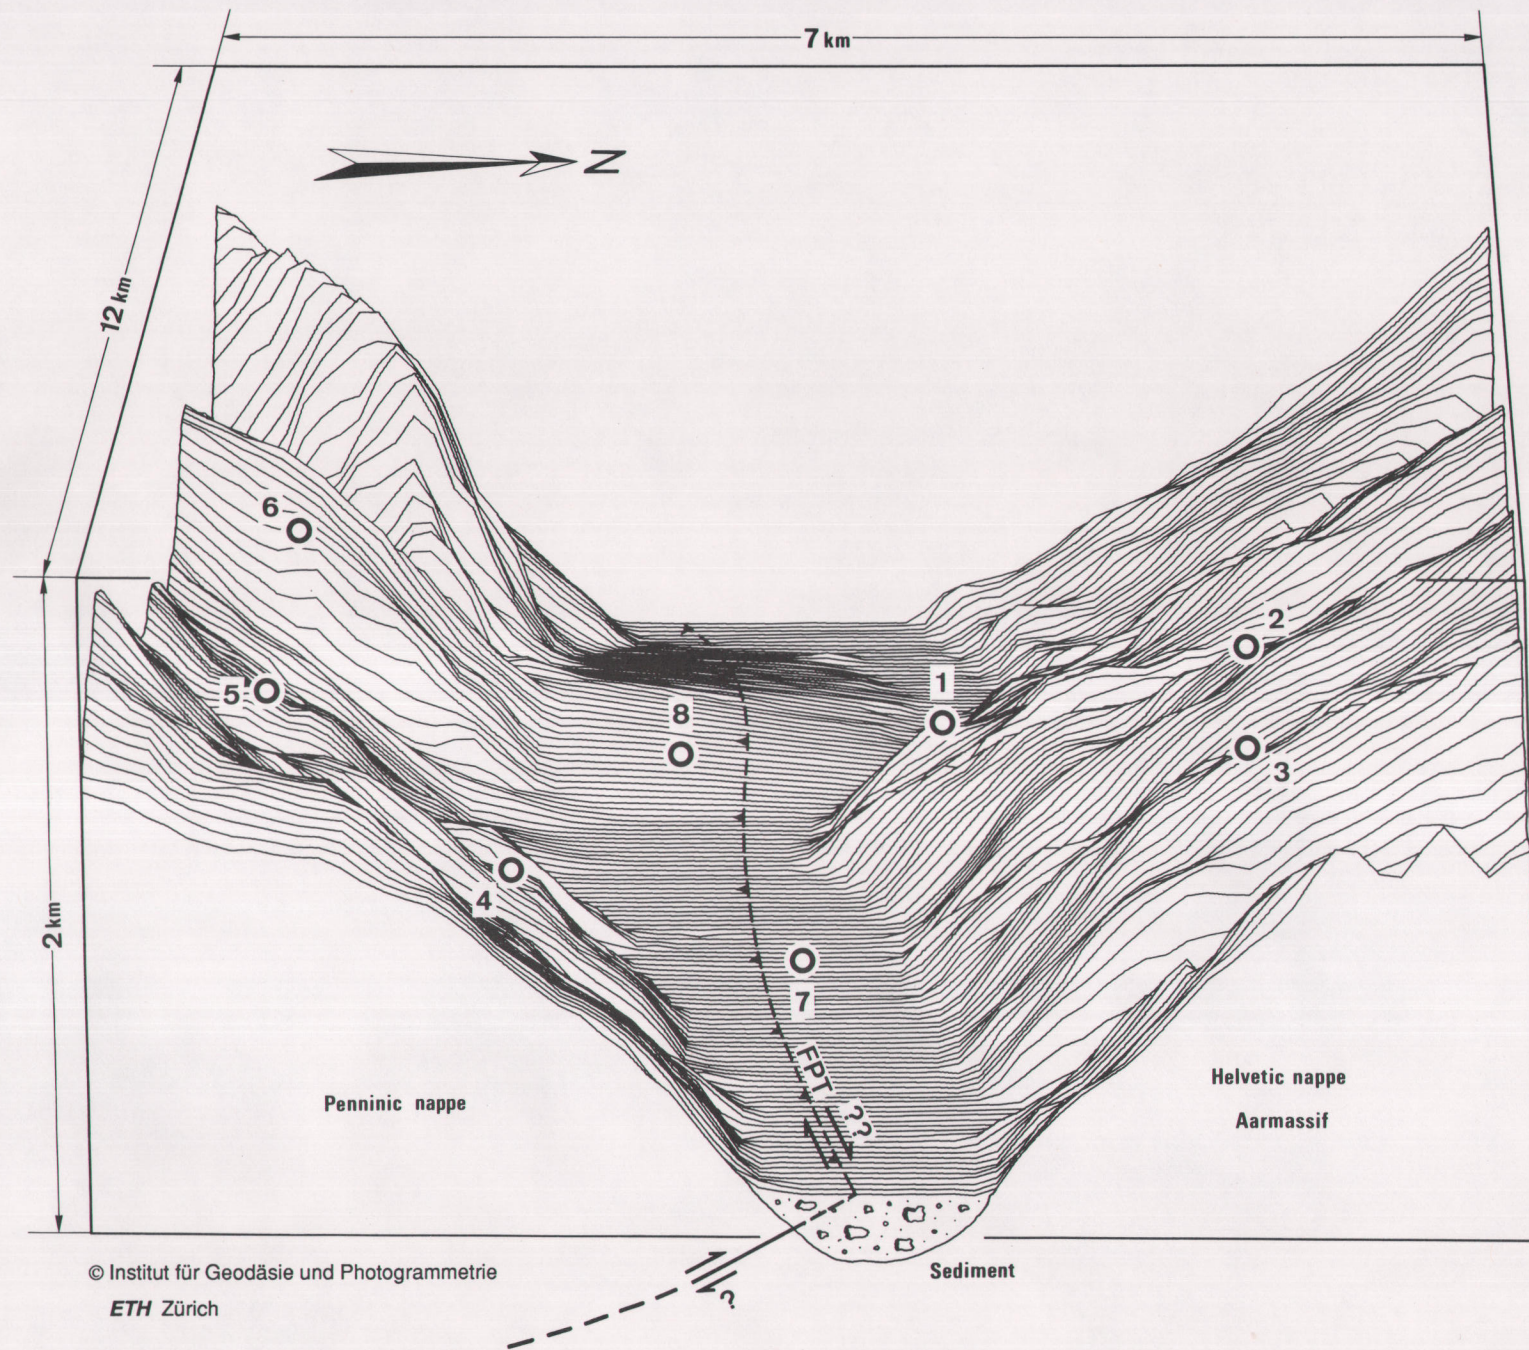 7 km
N
12 km
6
2
1
5
8
3
2 km
4
7
FPT ??
Helvetic nappe
Penninic nappe
Aarmassif
© Institut für Geodäsie und Photogrammetrie
Sediment
?
ETH Zürich